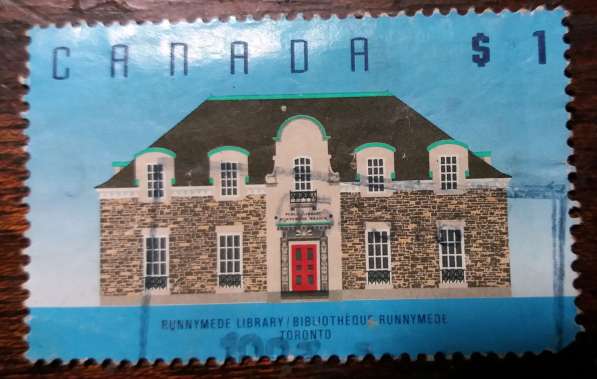 CANADA $1
PUBLIC LIBRARY
RUNNYMEDE LIBRARY/BIBLIOTHÈQUE RUNNYMEDE
TORONTO